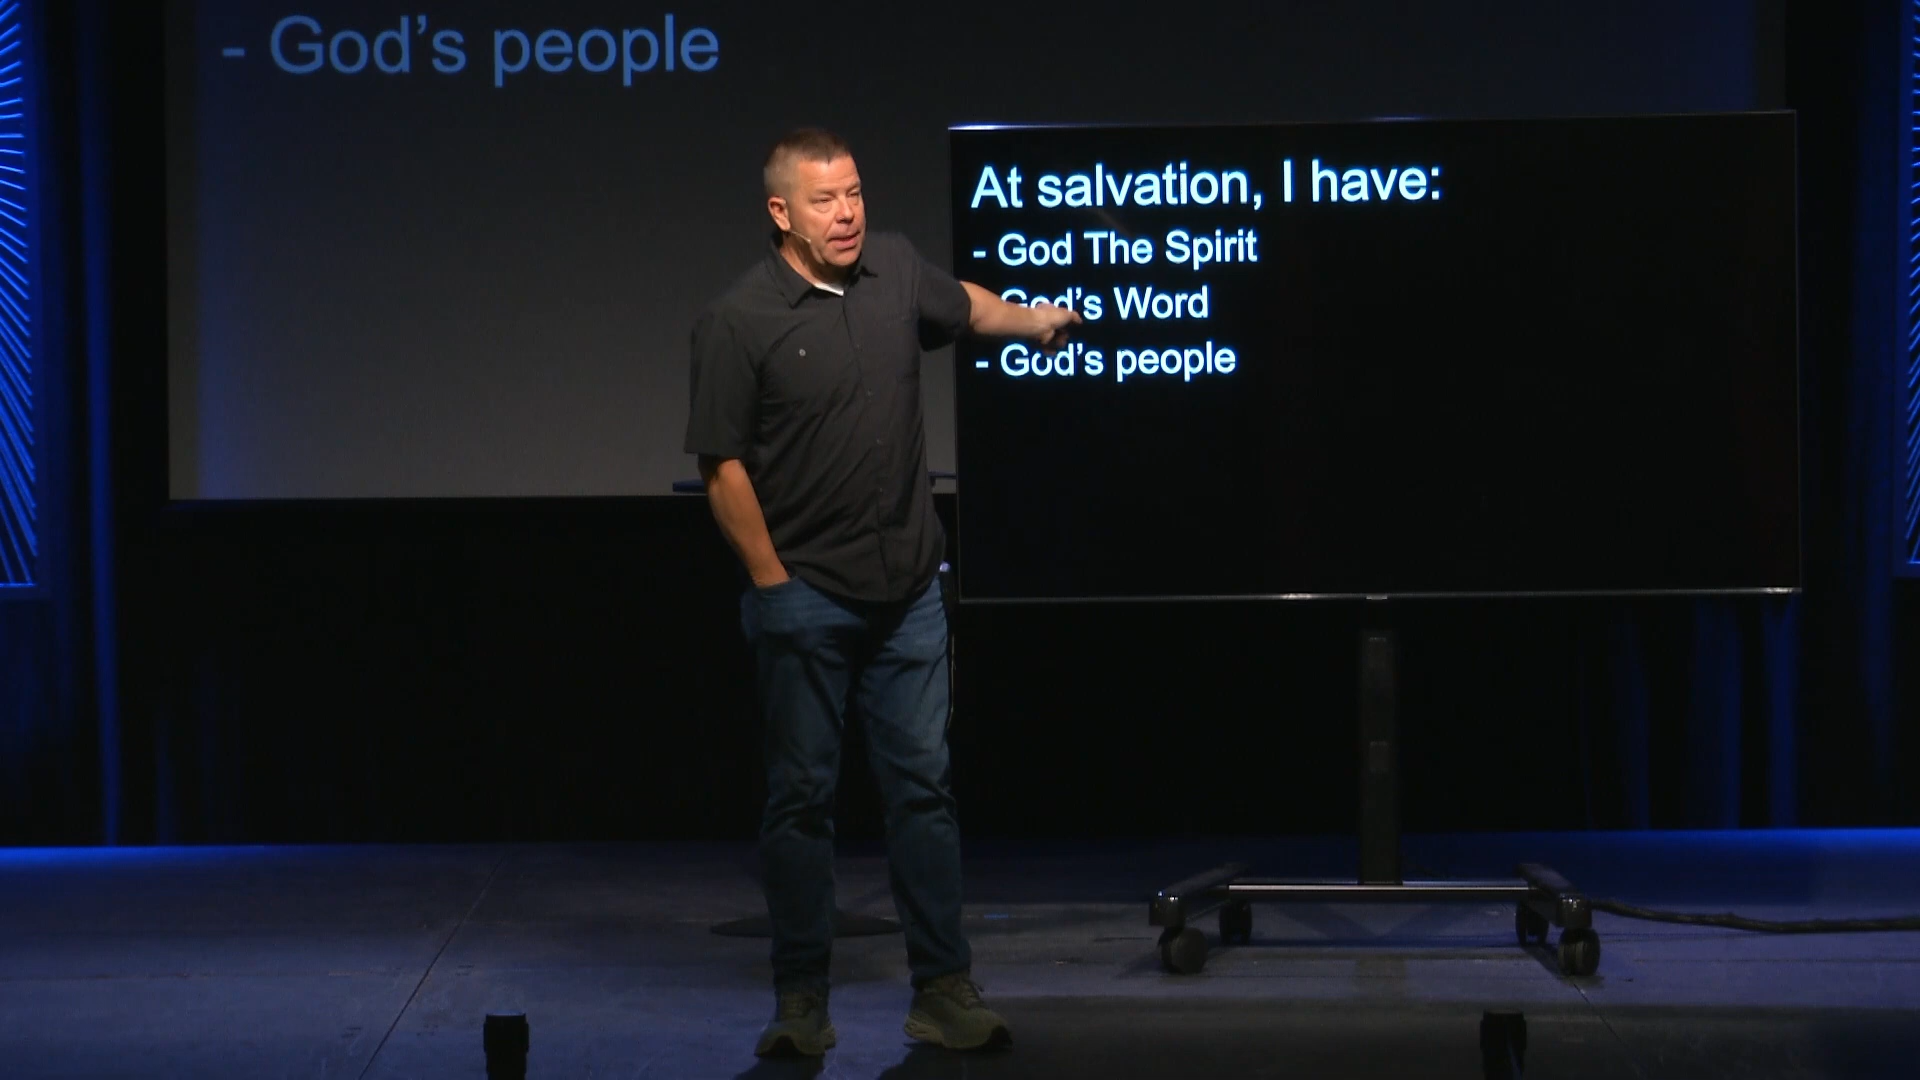 - God's people
At salvation, I have:
- God The Spirit
God's Word
- God's people